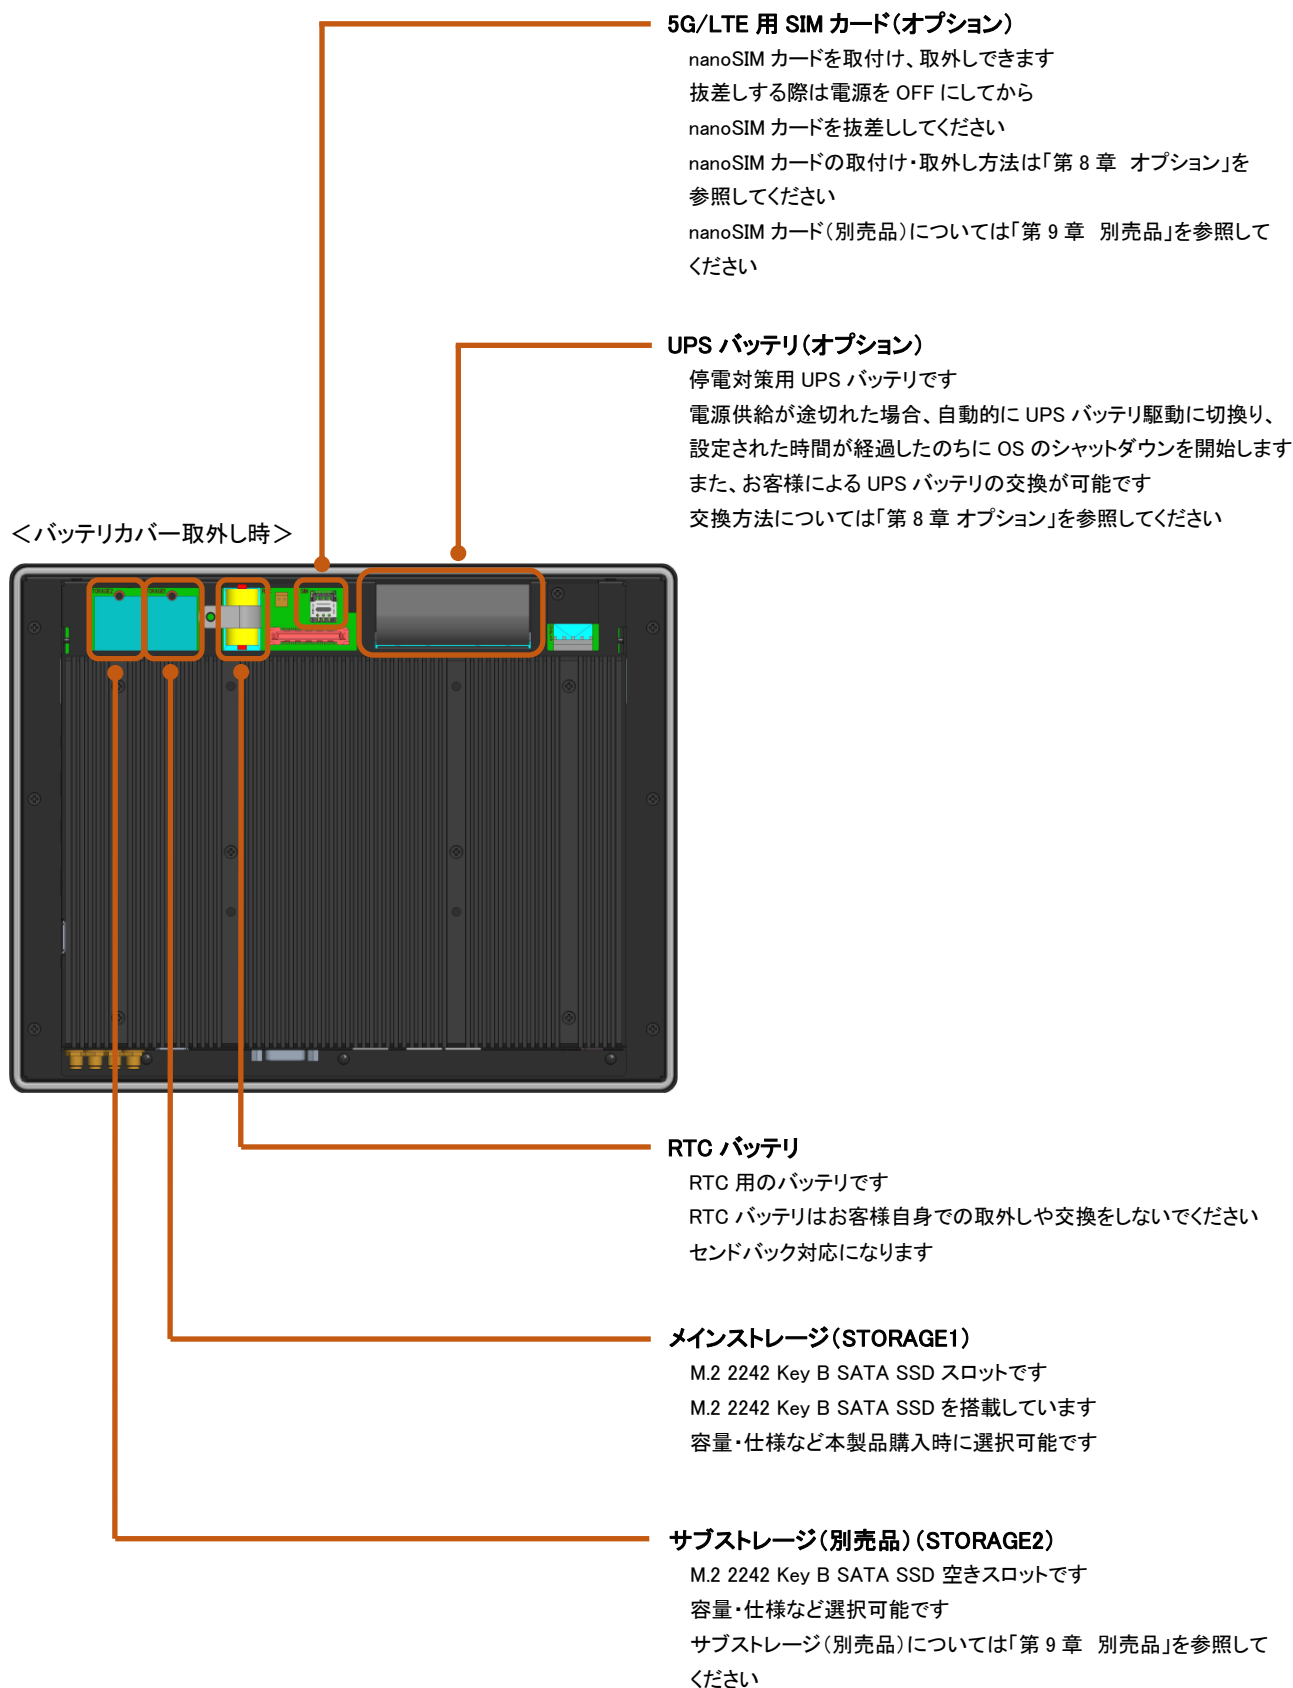 5G/LTE 用 SIM カード（オプション）
nanoSIM カードを取付け、取外しできます
抜差しする際は電源を OFF にしてから
nanoSIM カードを抜差ししてください
nanoSIM カードの取付け・取外し方法は「第 8 章　オプション」を
参照してください
nanoSIM カード（別売品）については「第 9 章　別売品」を参照して
ください
UPS バッテリ（オプション）
停電対策用 UPS バッテリです
電源供給が途切れた場合、自動的に UPS バッテリ駆動に切換り、
設定された時間が経過したのちに OS のシャットダウンを開始します
また、お客様による UPS バッテリの交換が可能です
交換方法については「第 8 章 オプション」を参照してください
＜バッテリカバー取外し時＞
RTC バッテリ
RTC 用のバッテリです
RTC バッテリはお客様自身での取外しや交換をしないでください
センドバック対応になります
メインストレージ（STORAGE1）
M.2 2242 Key B SATA SSD スロットです
M.2 2242 Key B SATA SSD を搭載しています
容量・仕様など本製品購入時に選択可能です
サブストレージ（別売品）（STORAGE2）
M.2 2242 Key B SATA SSD 空きスロットです
容量・仕様など選択可能です
サブストレージ（別売品）については「第 9 章　別売品」を参照して
ください